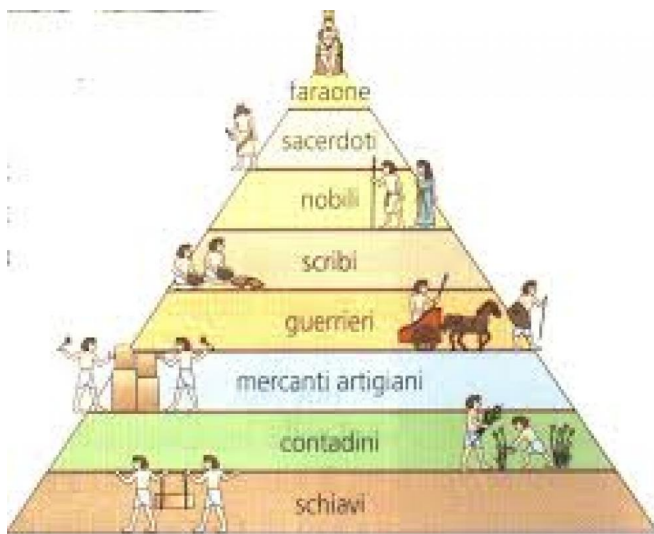 faraone
sacerdoti
nobili
scribi
guerrieri
mercanti artigiani
contadini
schiavi